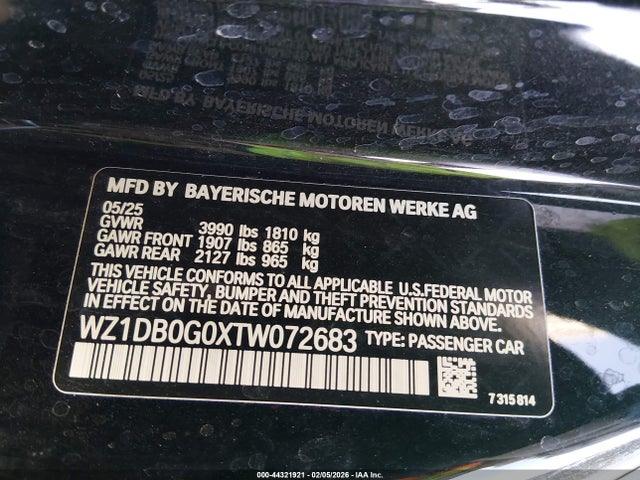 MFD BY BAYERISCHE MOTOREN WERKE AG
05/25
GVWR 3990 lbs 1810 kg
GAWR FRONT 1907 lbs 865 kg
GAWR REAR 2127 lbs 965 kg
THIS VEHICLE CONFORMS TO ALL APPLICABLE U.S.FEDERAL MOTOR
VEHICLE SAFETY, BUMPER AND THEFT PREVENTION STANDARDS
IN EFFECT ON THE DATE OF MANUFACTURE SHOWN ABOVE.
WZ1DB0G0XTW072683 TYPE: PASSENGER CAR
7 315 814
000-44321921 - 02/05/2026 - IAA Inc.